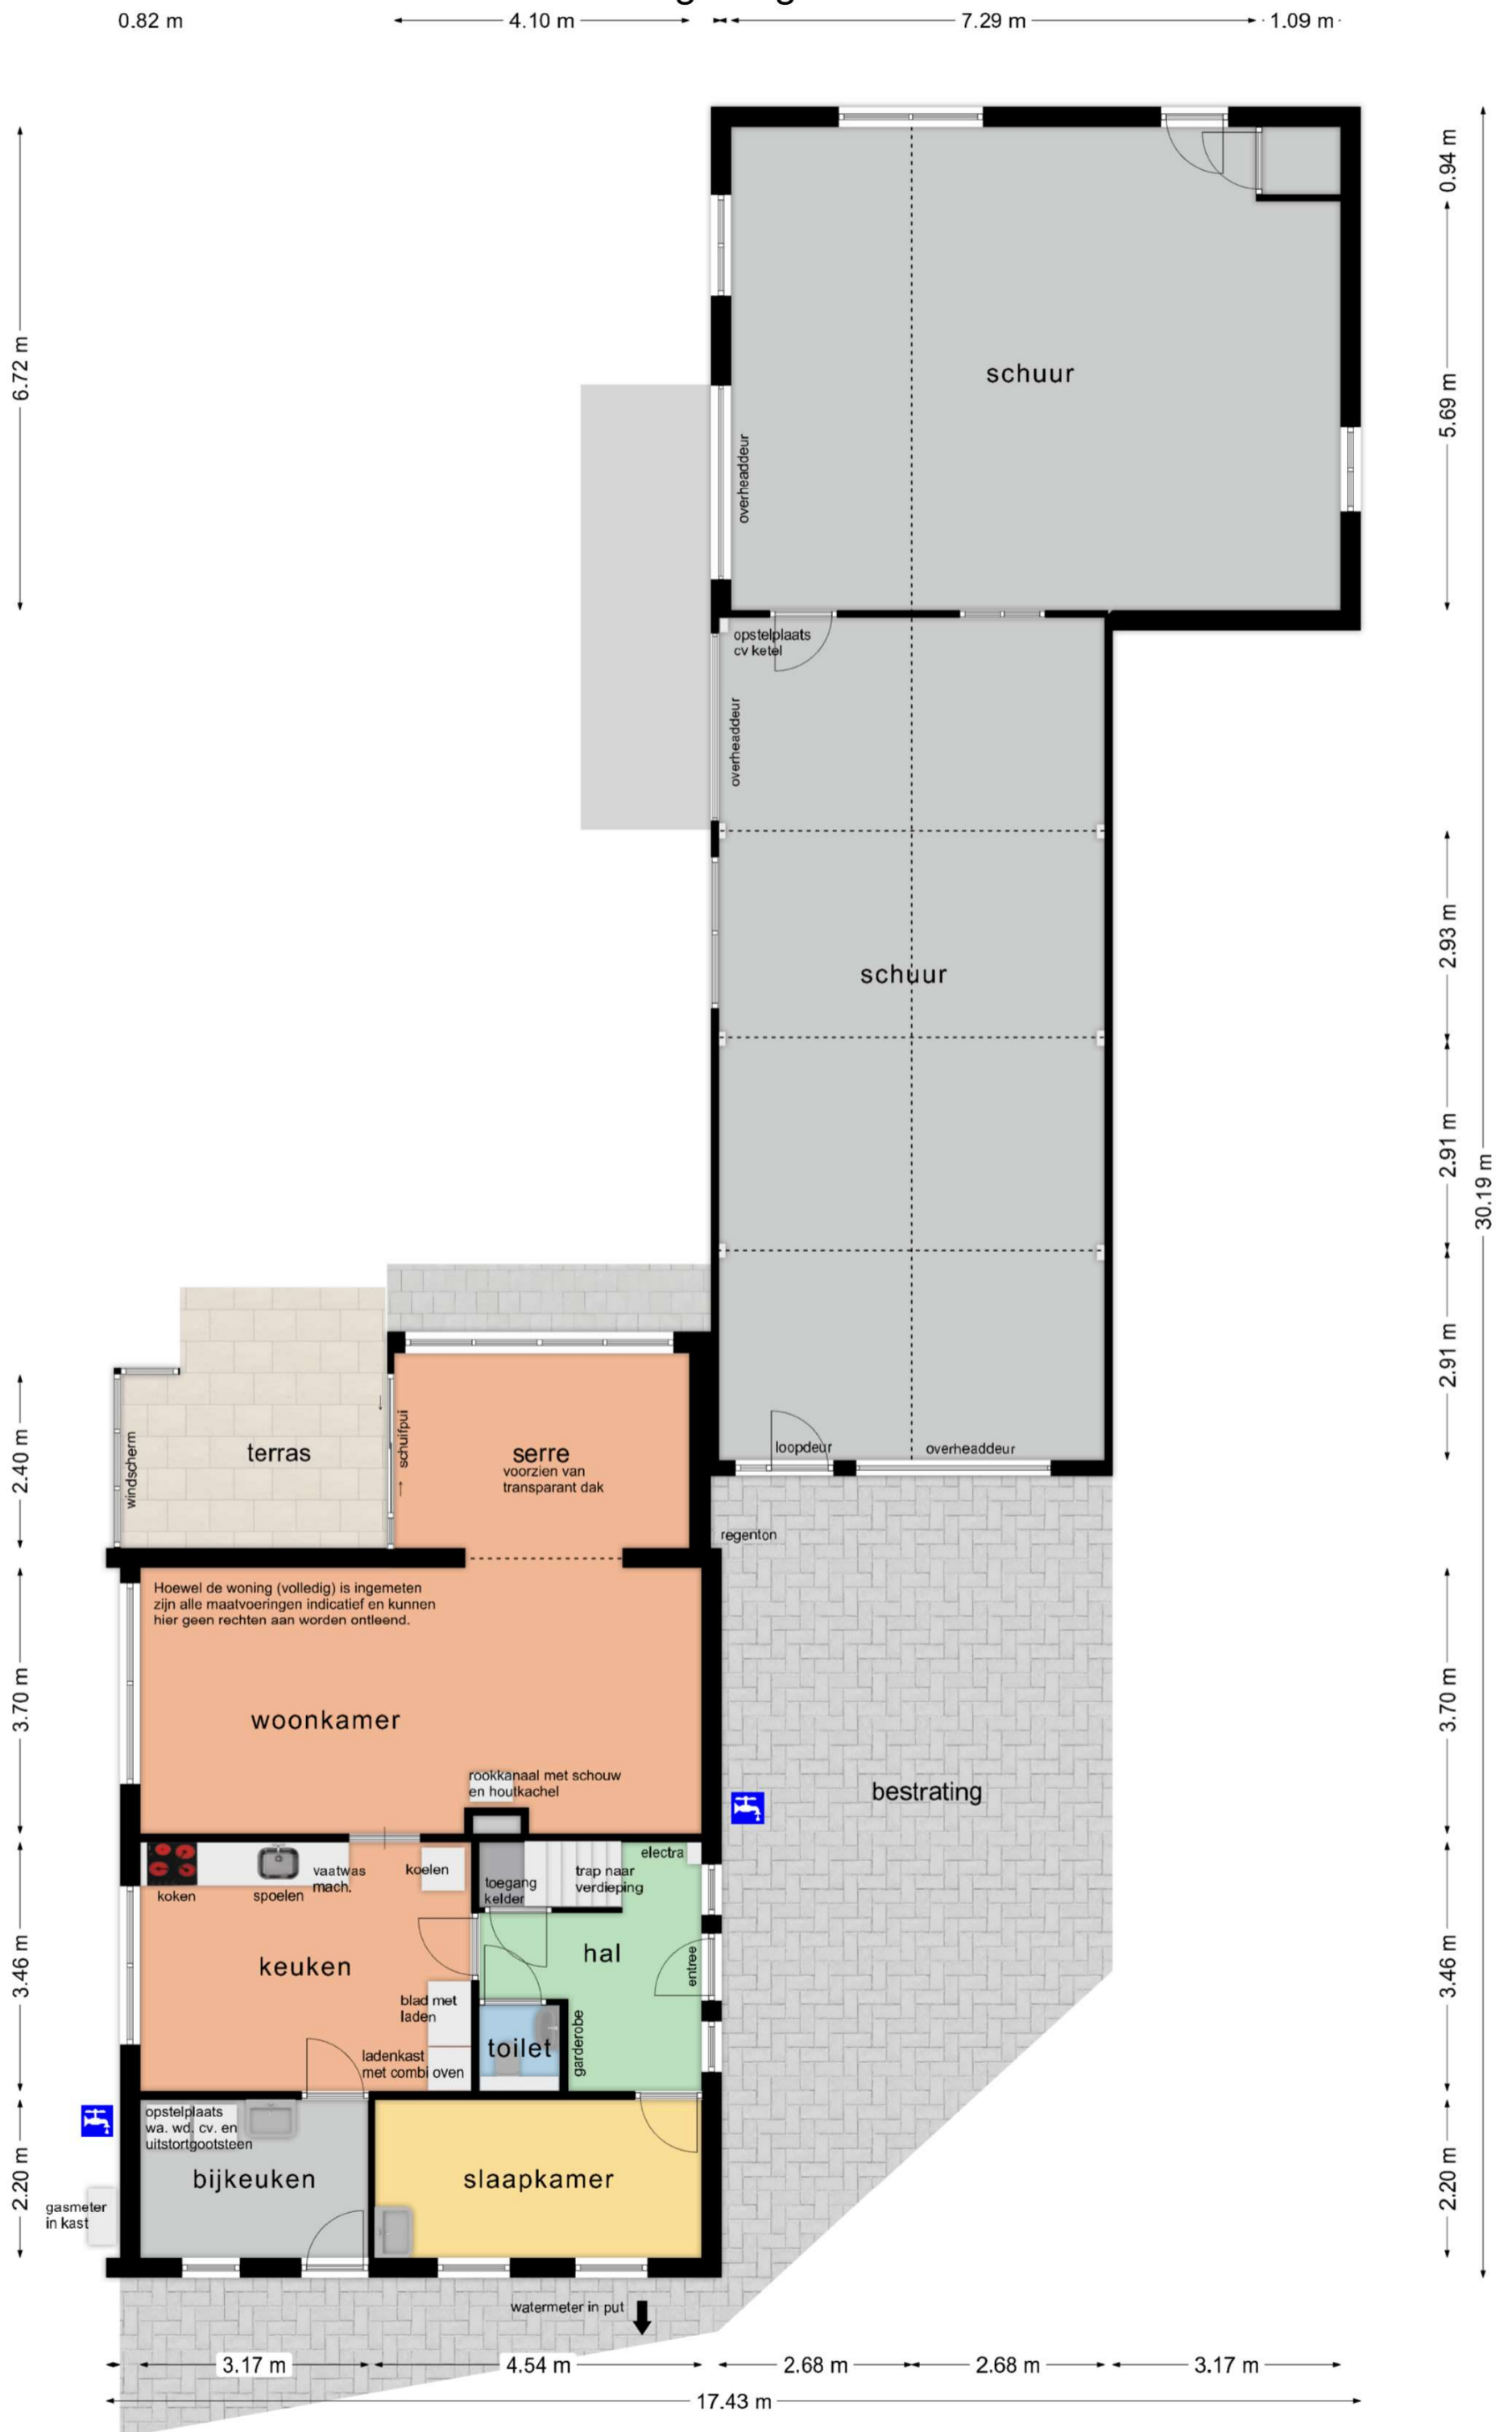 0.82 m
4.10 m
7.29 m
1.09 m
0.94 m
6.72 m
5.69 m
schuur
overheaddeur
opstelplaats
cv ketel
overheaddeur
2.93 m
schuur
2.91 m
30.19 m
2.91 m
loopdeur
overheaddeur
2.40 m
windscherm
terras
schuifpui
serre
voorzien van
transparant dak
regenton
Hoewel de woning (volledig) is ingemeten
zijn alle maatvoeringen indicatief en kunnen
hier geen rechten aan worden ontleend.
3.70 m
woonkamer
3.70 m
rookkanaal met schouw
en houtkachel
bestrating
koken
spoelen
vaatwas
mach.
koelen
toegang
kelder
trap naar
verdieping
electra
3.46 m
keuken
hal
entree
3.46 m
blad met
laden
ladenkast
met combi oven
toilet
garderobe
opstelplaats
wa. wd. cv. en
uitstortgootsteen
2.20 m
bijkeuken
slaapkamer
2.20 m
gasmeter
in kast
watermeter in put
3.17 m
4.54 m
2.68 m
2.68 m
3.17 m
17.43 m